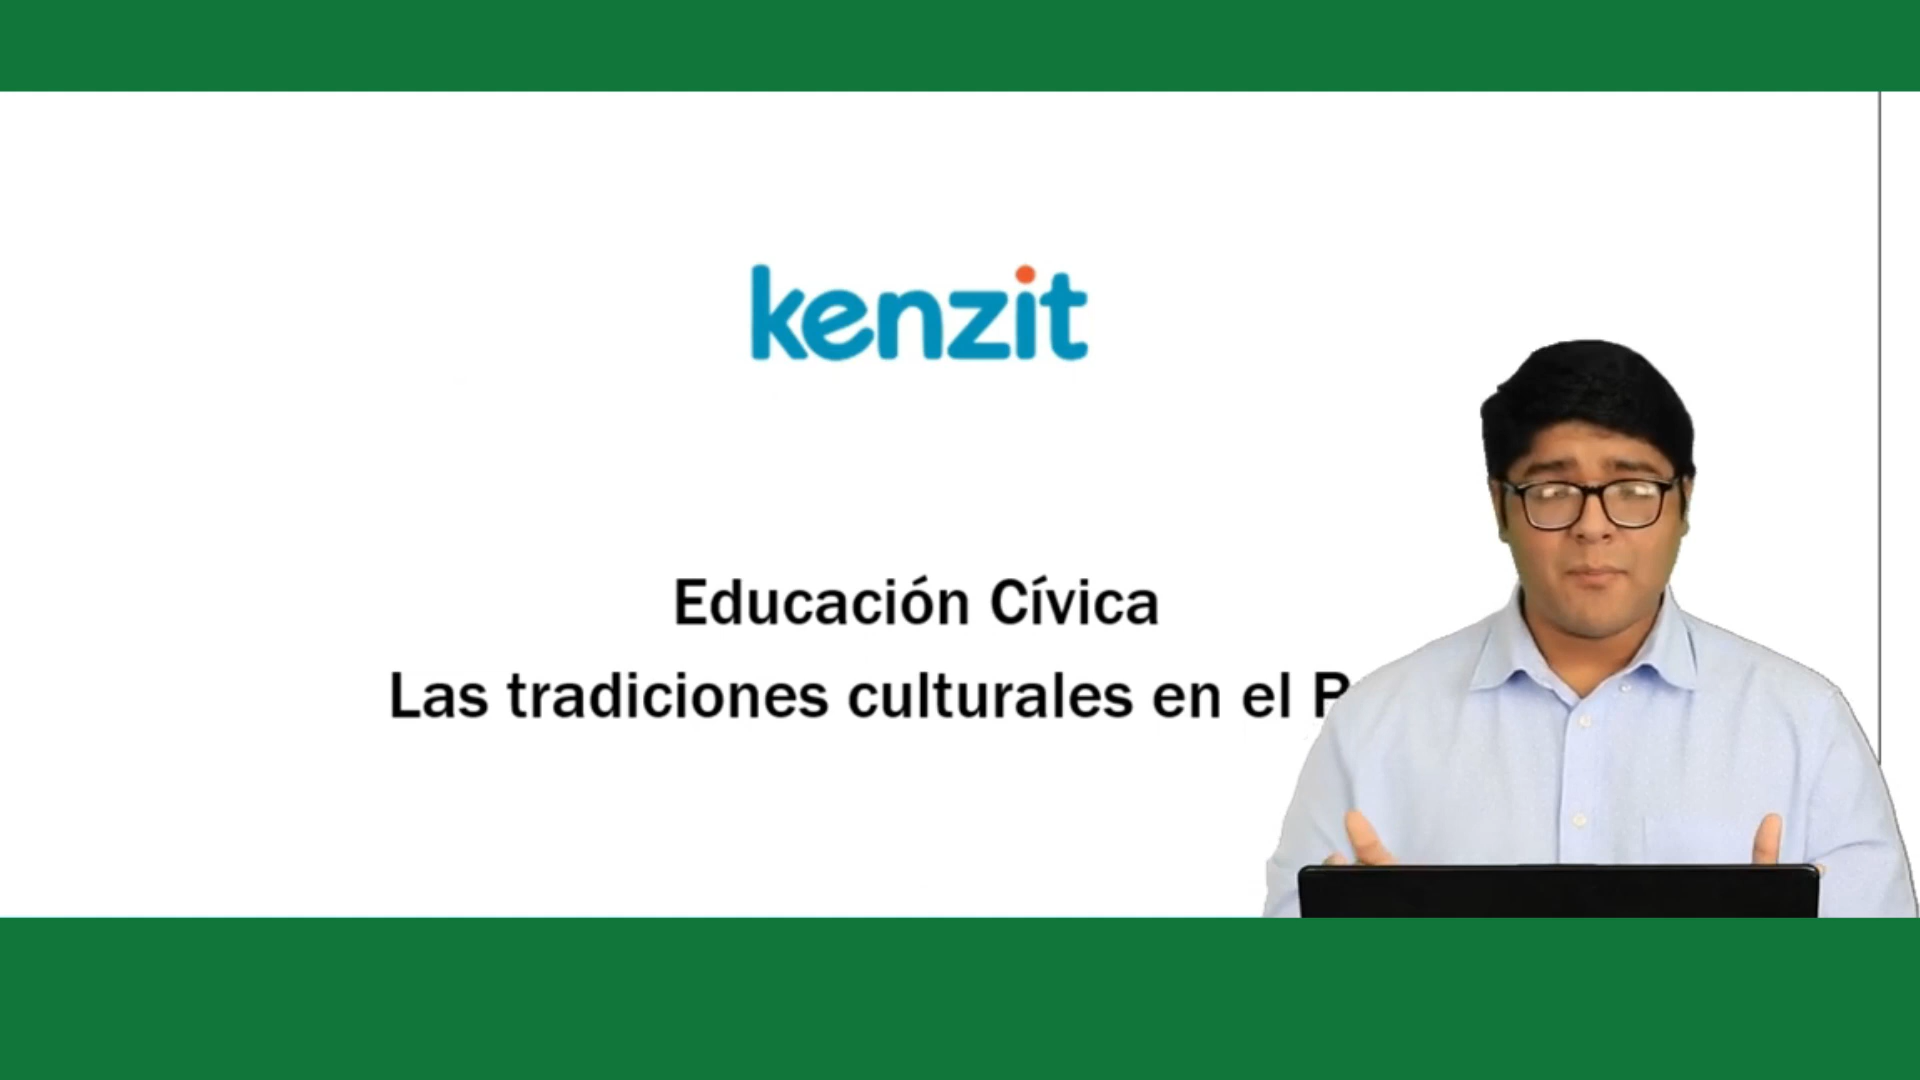 kenzit
Educación Cívica
Las tradiciones culturales en el